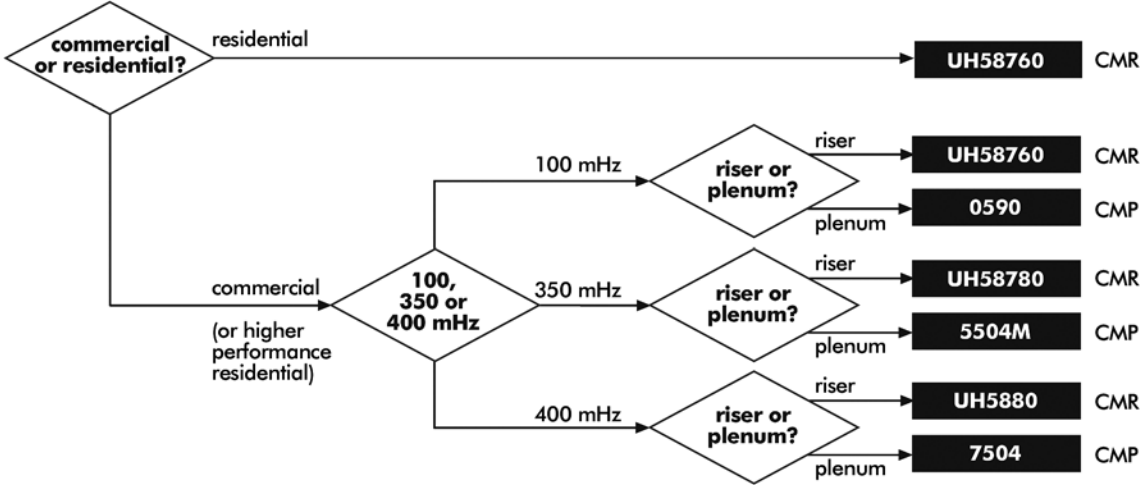 commercial
or residential?
residential
UH58760 CMR
100 mHz
riser or
plenum?
riser
UH58760 CMR
plenum
0590 CMP
commercial
(or higher
performance
residential)
100,
350 or
400 mHz
350 mHz
riser or
plenum?
riser
UH58780 CMR
plenum
5504M CMP
400 mHz
riser or
plenum?
riser
UH5880 CMR
plenum
7504 CMP